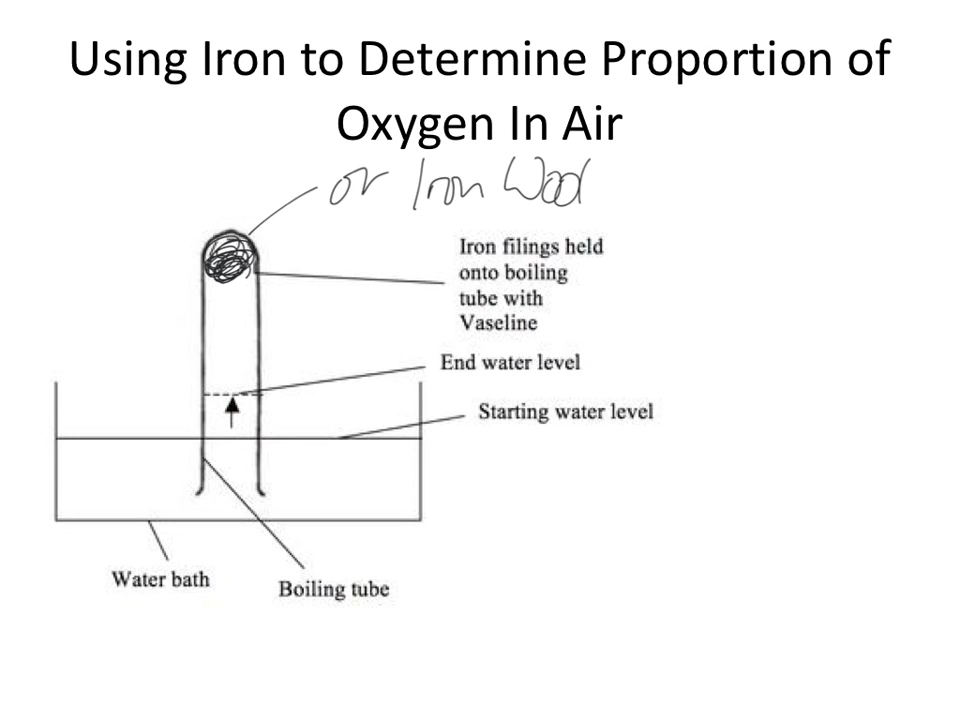 Using Iron to Determine Proportion of
Oxygen In Air
or Iron Wool
Iron filings held
onto boiling
tube with
Vaseline
End water level
Starting water level
Water bath
Boiling tube